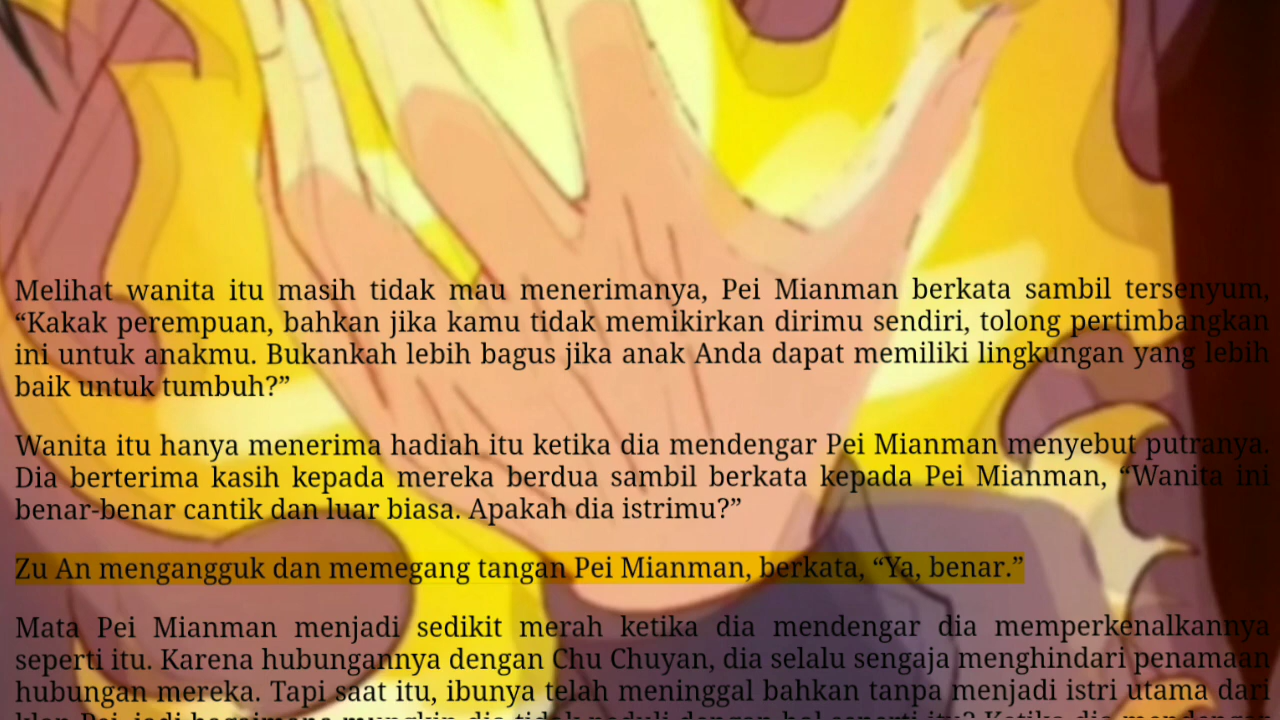 Melihat wanita itu masih tidak mau menerimanya, Pei Mianman berkata sambil tersenyum,
“Kakak perempuan, bahkan jika kamu tidak memikirkan dirimu sendiri, tolong pertimbangkan
ini untuk anakmu. Bukankah lebih bagus jika anak Anda dapat memiliki lingkungan yang lebih
baik untuk tumbuh?”
Wanita itu hanya menerima hadiah itu ketika dia mendengar Pei Mianman menyebut putranya.
Dia berterima kasih kepada mereka berdua sambil berkata kepada Pei Mianman, “Wanita ini
benar-benar cantik dan luar biasa. Apakah dia istrimu?”
Zu An mengangguk dan memegang tangan Pei Mianman, berkata, “Ya, benar.”
Mata Pei Mianman menjadi sedikit merah ketika dia mendengar dia memperkenalkannya
seperti itu. Karena hubungannya dengan Chu Chuyan, dia selalu sengaja menghindari penamaan
hubungan mereka. Tapi saat itu, ibunya telah meninggal bahkan tanpa menjadi istri utama dari